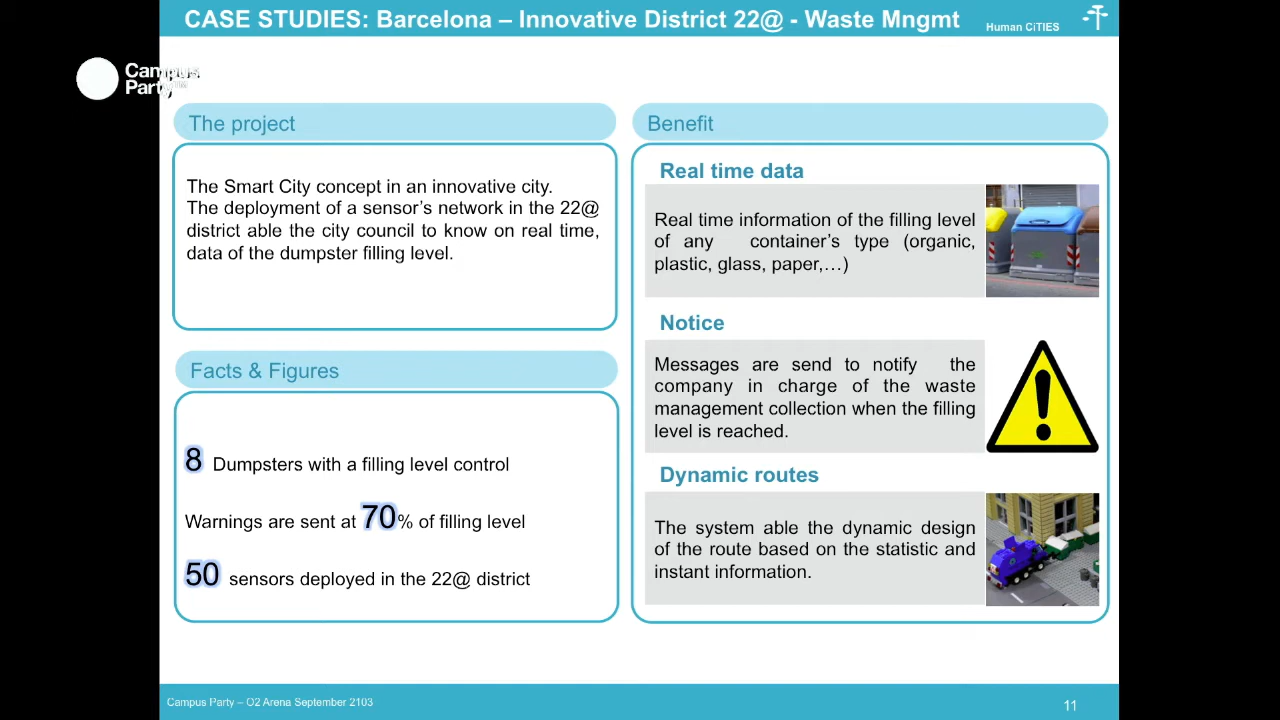 CASE STUDIES: Barcelona – Innovative District 22@ - Waste Mngmt
Human CiTIES
Campus
Party™
The project
The Smart City concept in an innovative city.
The deployment of a sensor's network in the 22@
district able the city council to know on real time,
data of the dumpster filling level.
Facts & Figures
8 Dumpsters with a filling level control
Warnings are sent at 70% of filling level
50 sensors deployed in the 22@ district
Benefit
Real time data
Real time information of the filling level
of any container's type (organic,
plastic, glass, paper,…)
Notice
Messages are send to notify the
company in charge of the waste
management collection when the filling
level is reached.
Dynamic routes
The system able the dynamic design
of the route based on the statistic and
instant information.
Campus Party – O2 Arena September 2103
11